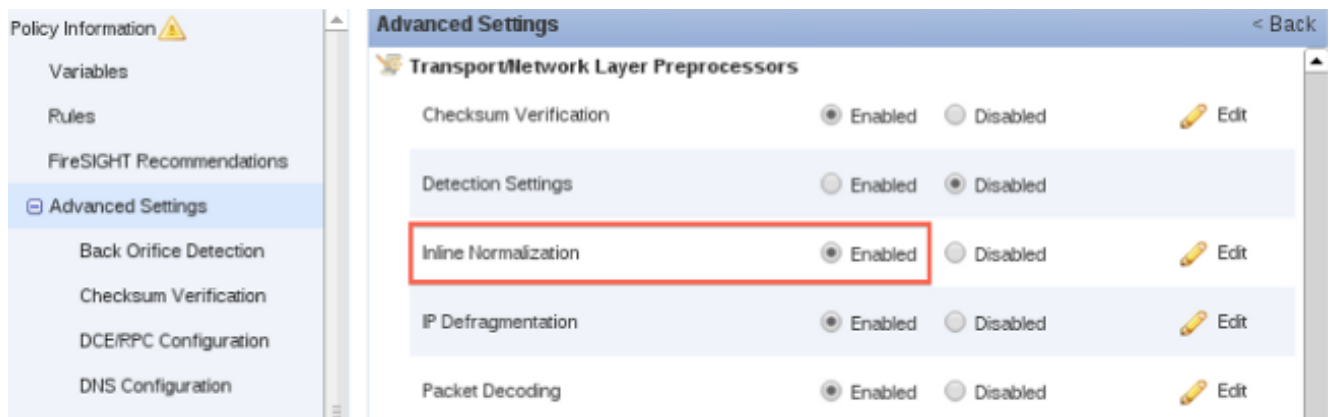 Policy Information
Variables
Rules
FireSIGHT Recommendations
Advanced Settings
Back Orifice Detection
Checksum Verification
DCE/RPC Configuration
DNS Configuration
Advanced Settings < Back
Transport/Network Layer Preprocessors
Checksum Verification Enabled Disabled Edit
Detection Settings Enabled Disabled
Inline Normalization Enabled Disabled Edit
IP Defragmentation Enabled Disabled Edit
Packet Decoding Enabled Disabled Edit